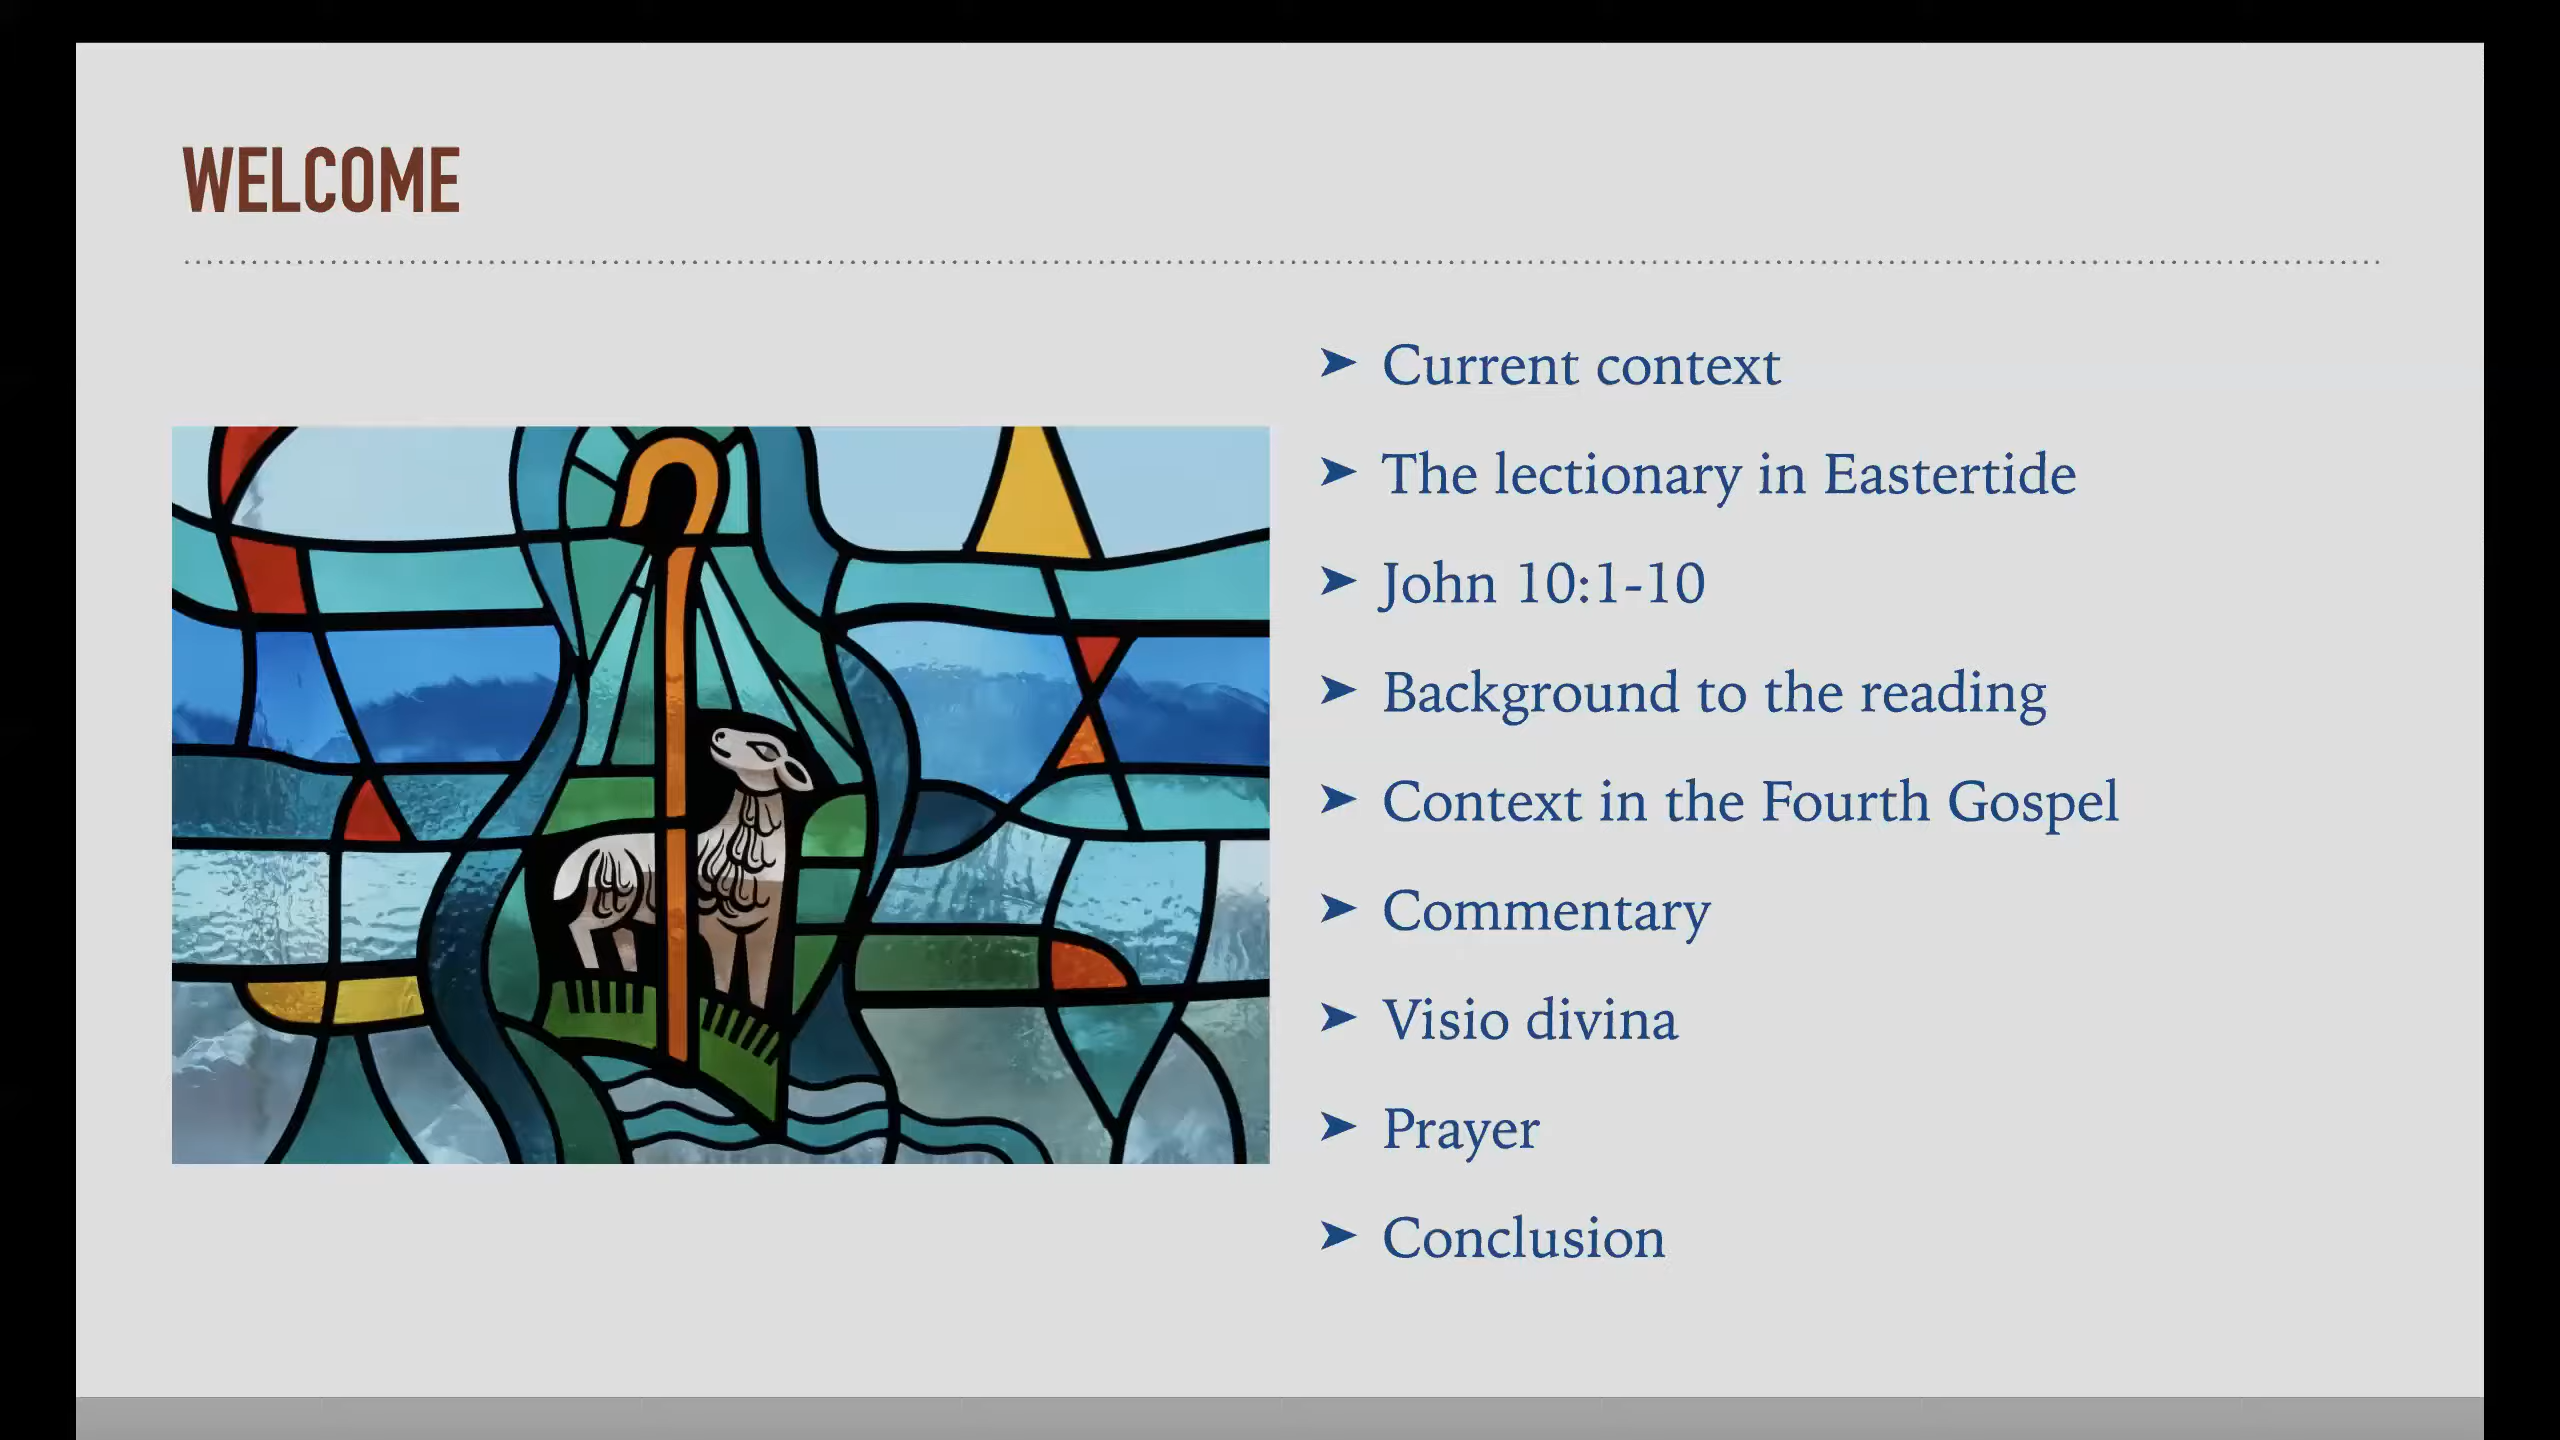 WELCOME
➤ Current context
➤ The lectionary in Eastertide
➤ John 10:1-10
➤ Background to the reading
➤ Context in the Fourth Gospel
➤ Commentary
➤ Visio divina
➤ Prayer
➤ Conclusion